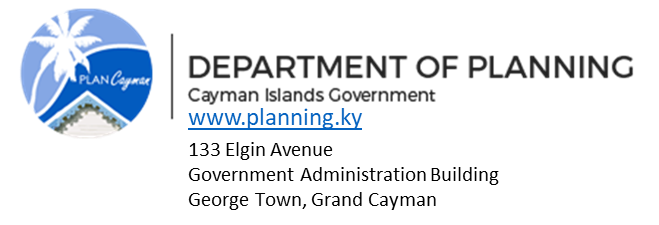 PLAN Cayman
DEPARTMENT OF PLANNING
Cayman Islands Government
www.planning.ky
133 Elgin Avenue
Government Administration Building
George Town, Grand Cayman